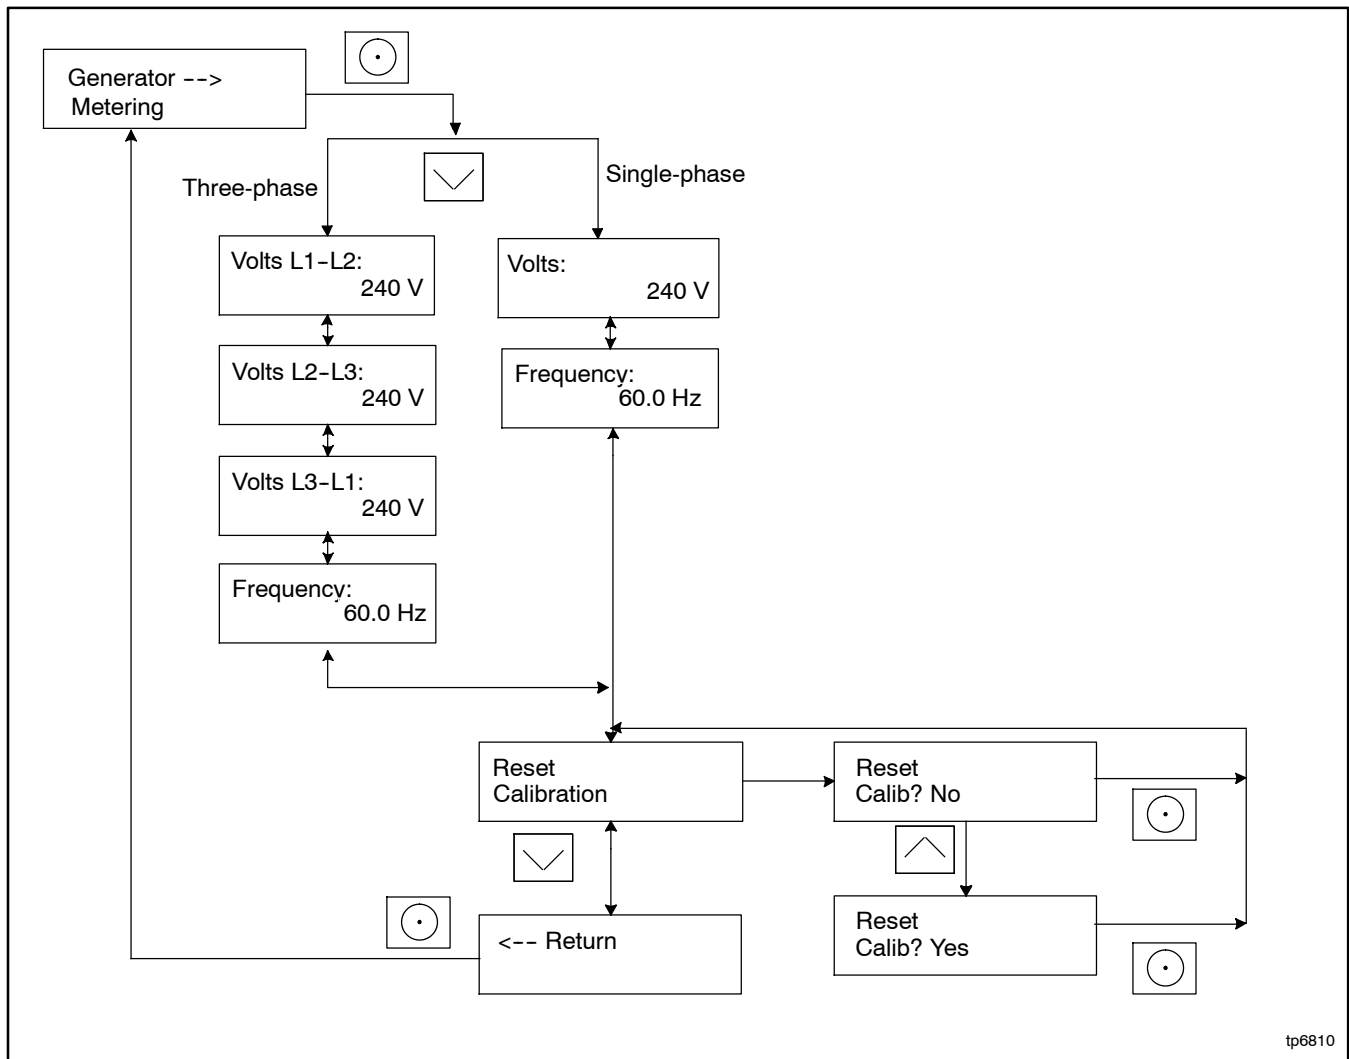 Generator -->
Metering
Three-phase
Single-phase
Volts L1-L2:
240 V
Volts L2-L3:
240 V
Volts L3-L1:
240 V
Frequency:
60.0 Hz
Volts:
240 V
Frequency:
60.0 Hz
Reset
Calibration
Reset
Calib? No
Reset
Calib? Yes
<-- Return
tp6810